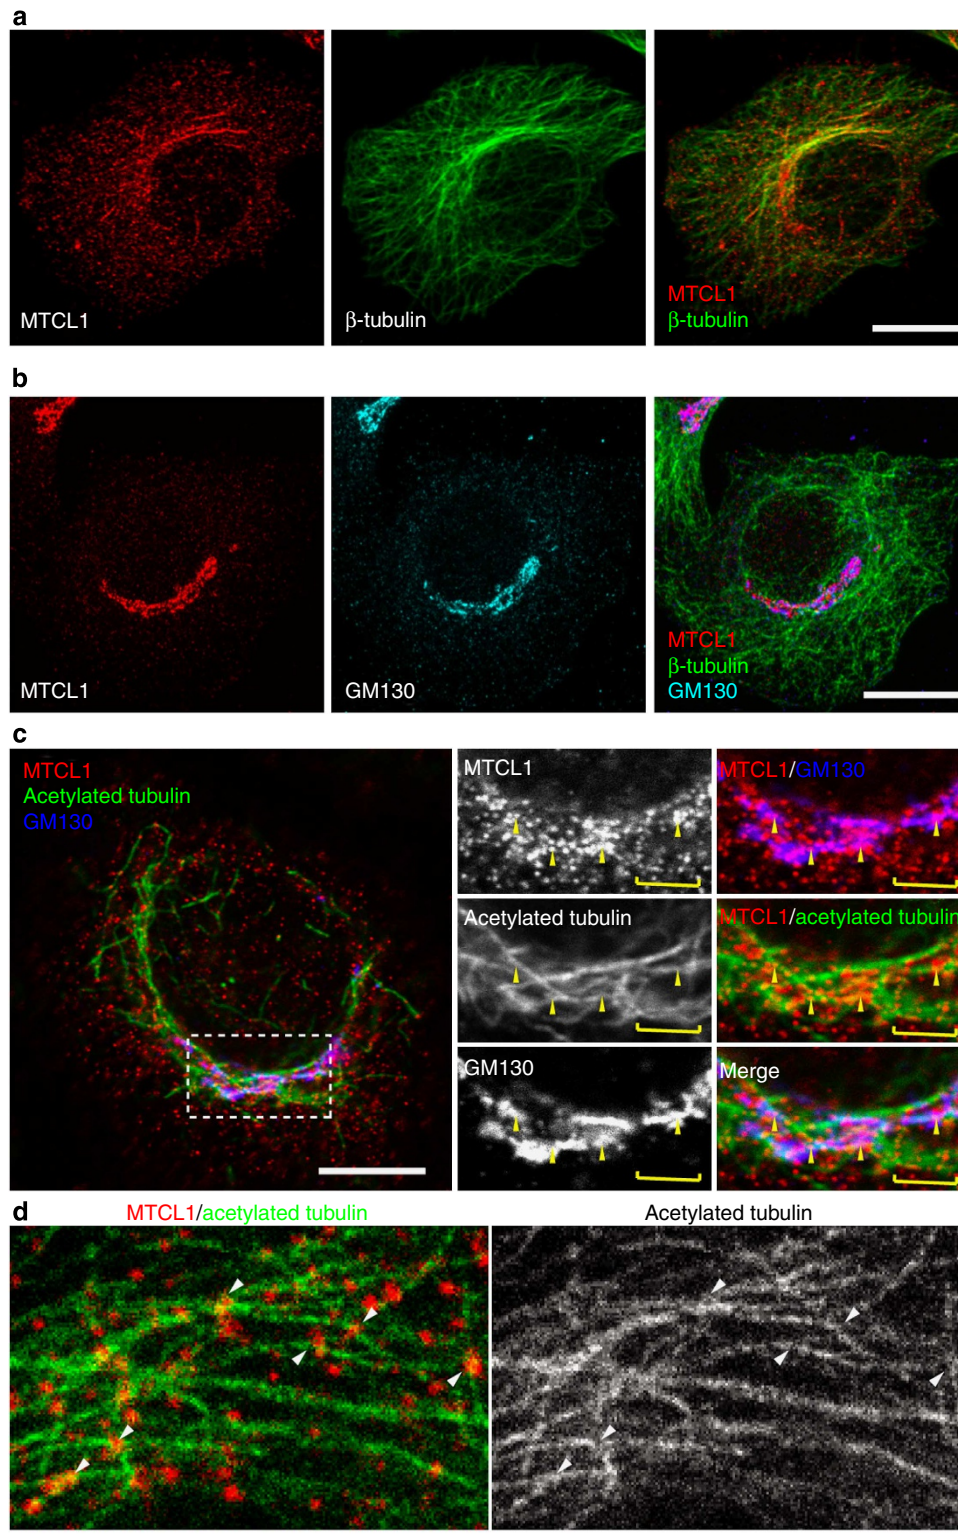 a
MTCL1
β-tubulin
MTCL1
β-tubulin
b
MTCL1
GM130
MTCL1
β-tubulin
GM130
c
MTCL1
Acetylated tubulin
GM130
MTCL1
MTCL1/GM130
Acetylated tubulin
MTCL1/acetylated tubulin
GM130
Merge
d
MTCL1/acetylated tubulin
Acetylated tubulin